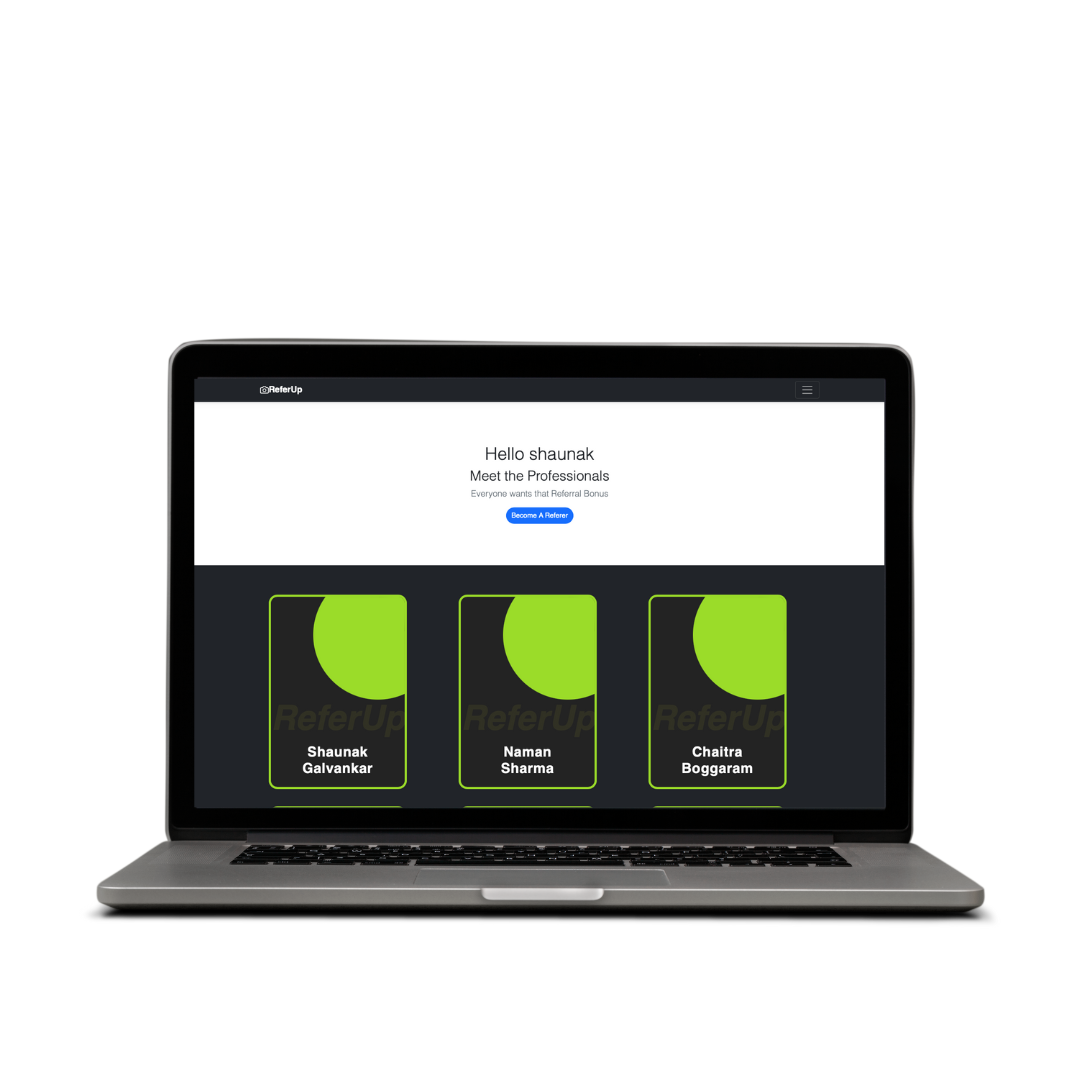 ReferUp
Hello shaunak
Meet the Professionals
Everyone wants that Referral Bonus
Become A Referer
ReferUp
ReferUp
ReferUp
Shaunak
Galvankar
Naman
Sharma
Chaitra
Boggaram